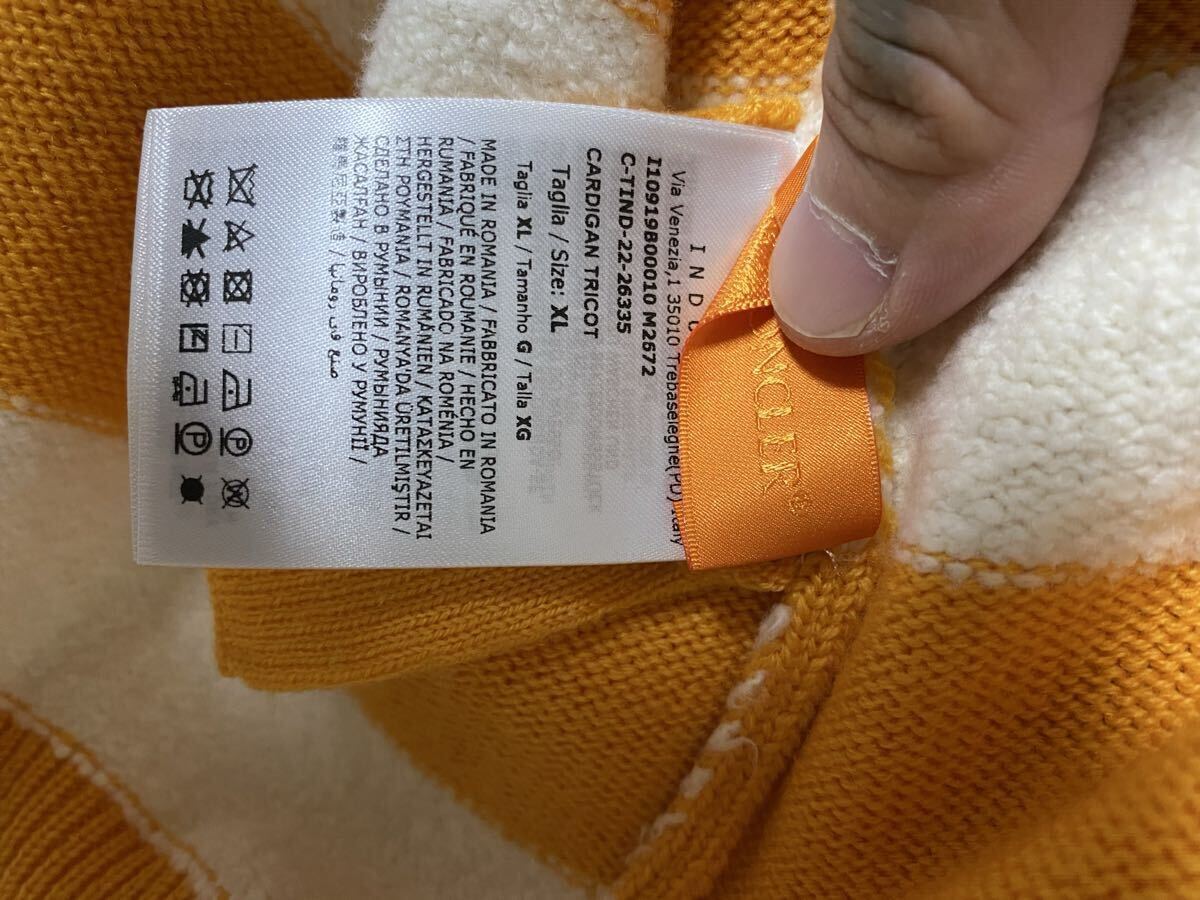 INDU
Via Venezia,1 35010 Trebaselegne(PD) Italy
I10919B00010 M2672
C-TIND-22-26335
CARDIGAN TRICOT
Taglia / Size: XL
Taglia XL / Tamanho G / Talla XG
MADE IN ROMANIA / FABBRICATO IN ROMANIA
/ FABRIQUÉ EN ROUMANIE / HECHO EN
RUMANIA / FABRICADO NA ROMÉNIA /
HERGESTELLT IN RUMÄNIEN / ΚΑΤΑΣΚΕΥΑΖΕΤΑΙ
ΣΤΗ ΡΟΥΜΑΝΙΑ / ROMANYA'DA ÜRETILMIŞTIR /
СДЕЛАНО В РУМЫНИИ / РУМЫНИЯДА
ЖАСАЛҒАН / ВИРОБЛЕНО У РУМУНІЇ /
صنع في رومانيا /
P
P
NCLER®